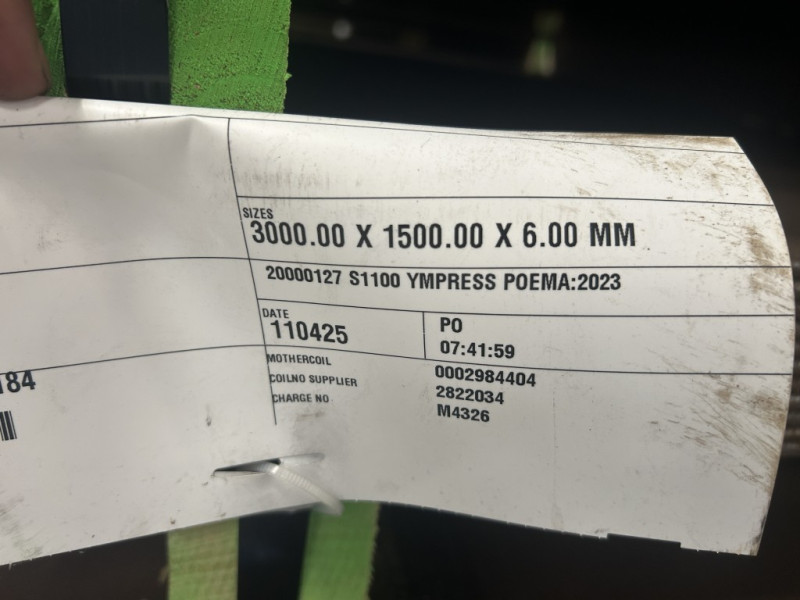 SIZES
3000.00 X 1500.00 X 6.00 MM
20000127 S1100 YMPRESS POEMA:2023
DATE
110425
PO
07:41:59
MOTHERCOIL 0002984404
COILNO SUPPLIER 2822034
CHARGE NO M4326
184